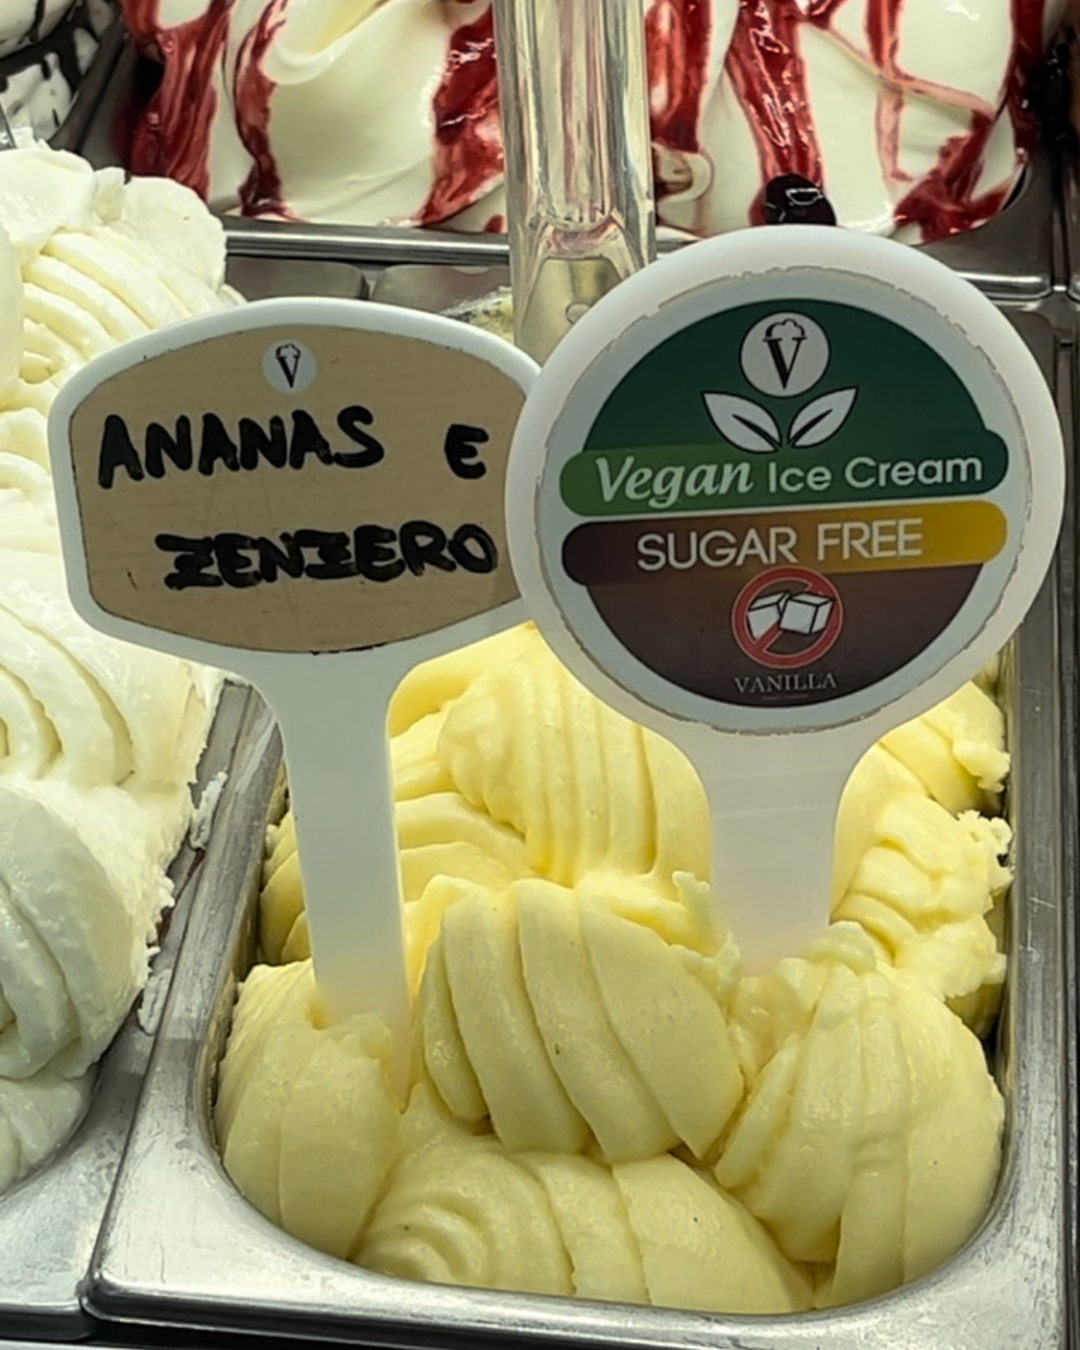 ANANAS E
ZENZERO
V
Vegan Ice Cream
SUGAR FREE
VANILLA